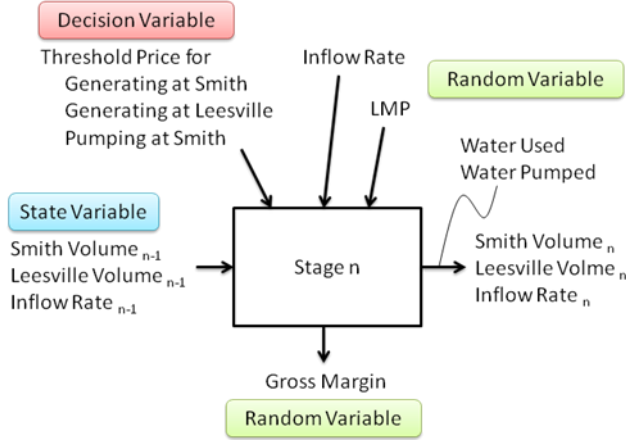 Decision Variable
Threshold Price for
Generating at Smith
Generating at Leesville
Pumping at Smith
Inflow Rate
LMP
Random Variable
Water Used
Water Pumped
State Variable
Smith Volume n-1
Leesville Volume n-1
Inflow Rate n-1
Stage n
Smith Volume n
Leesville Volme n
Inflow Rate n
Gross Margin
Random Variable